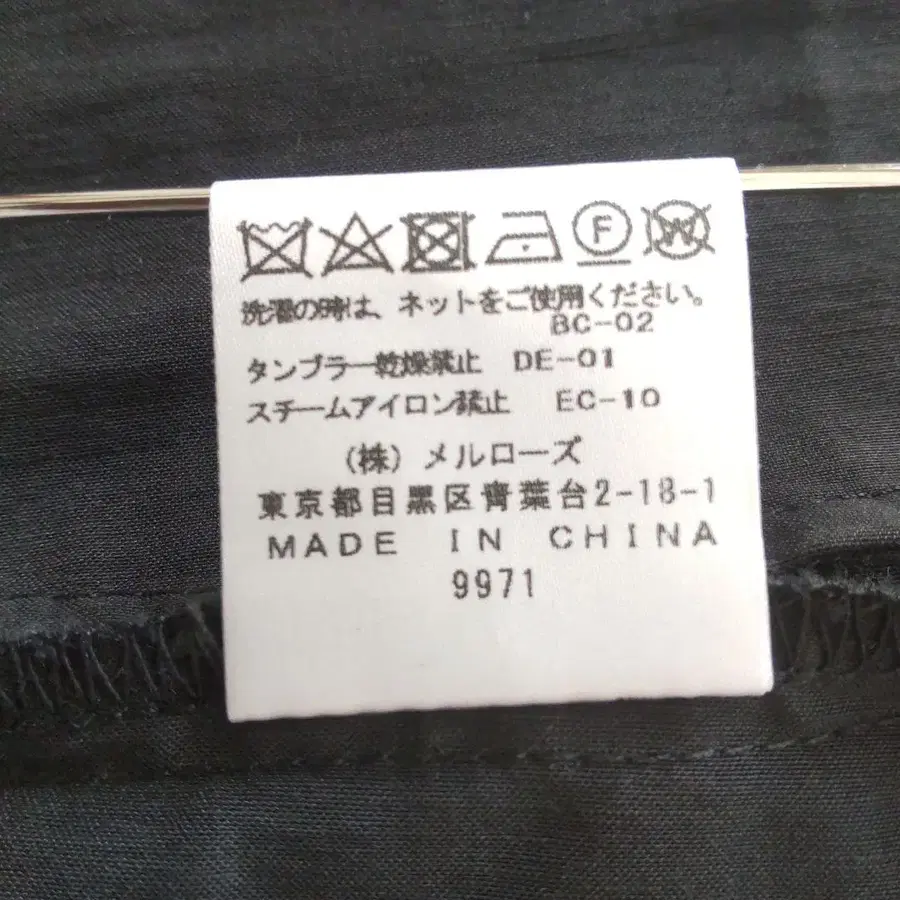 F W
洗濯の時は、ネットをご使用ください。
BC-02
タンブラー乾燥禁止 DE-01
スチームアイロン禁止 EC-10
(株)メルローズ
東京都目黒区青葉台2-18-1
MADE IN CHINA
9971